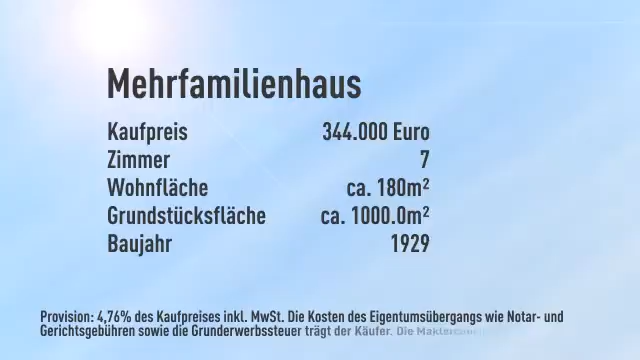 Mehrfamilienhaus
Kaufpreis 344.000 Euro
Zimmer 7
Wohnfläche ca. 180m²
Grundstücksfläche ca. 1000.0m²
Baujahr 1929
Provision: 4,76% des Kaufpreises inkl. MwSt. Die Kosten des Eigentumsübergangs wie Notar- und
Gerichtsgebühren sowie die Grunderwerbssteuer trägt der Käufer. Die